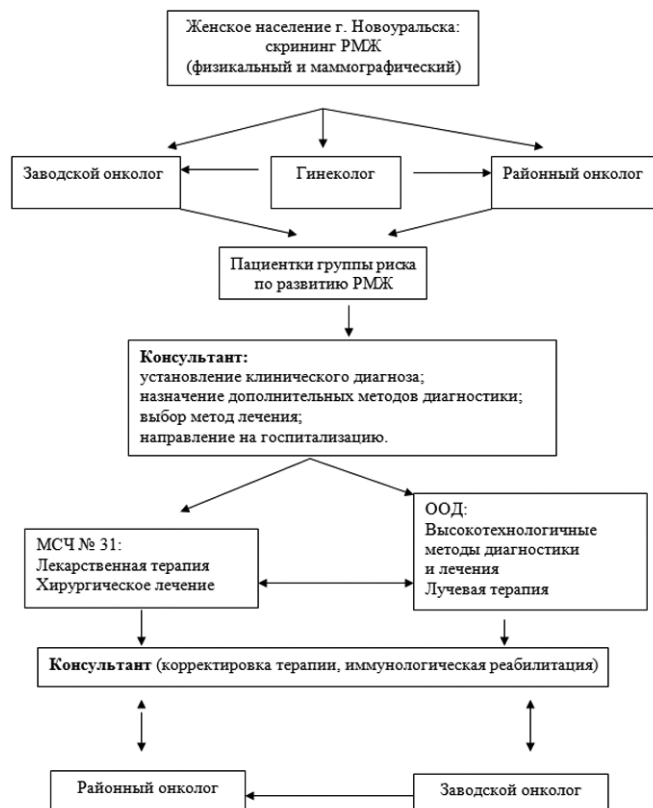 Женское население г. Новоуральска:
скрининг РМЖ
(физикальный и маммографический)
Заводской онколог
Гинеколог
Районный онколог
Пациентки группы риска
по развитию РМЖ
Консультант:
установление клинического диагноза;
назначение дополнительных методов диагностики;
выбор метод лечения;
направление на госпитализацию.
МСЧ № 31:
Лекарственная терапия
Хирургическое лечение
ООД:
Высокотехнологичные
методы диагностики
и лечения
Лучевая терапия
Консультант (корректировка терапии, иммунологическая реабилитация)
Районный онколог
Заводской онколог